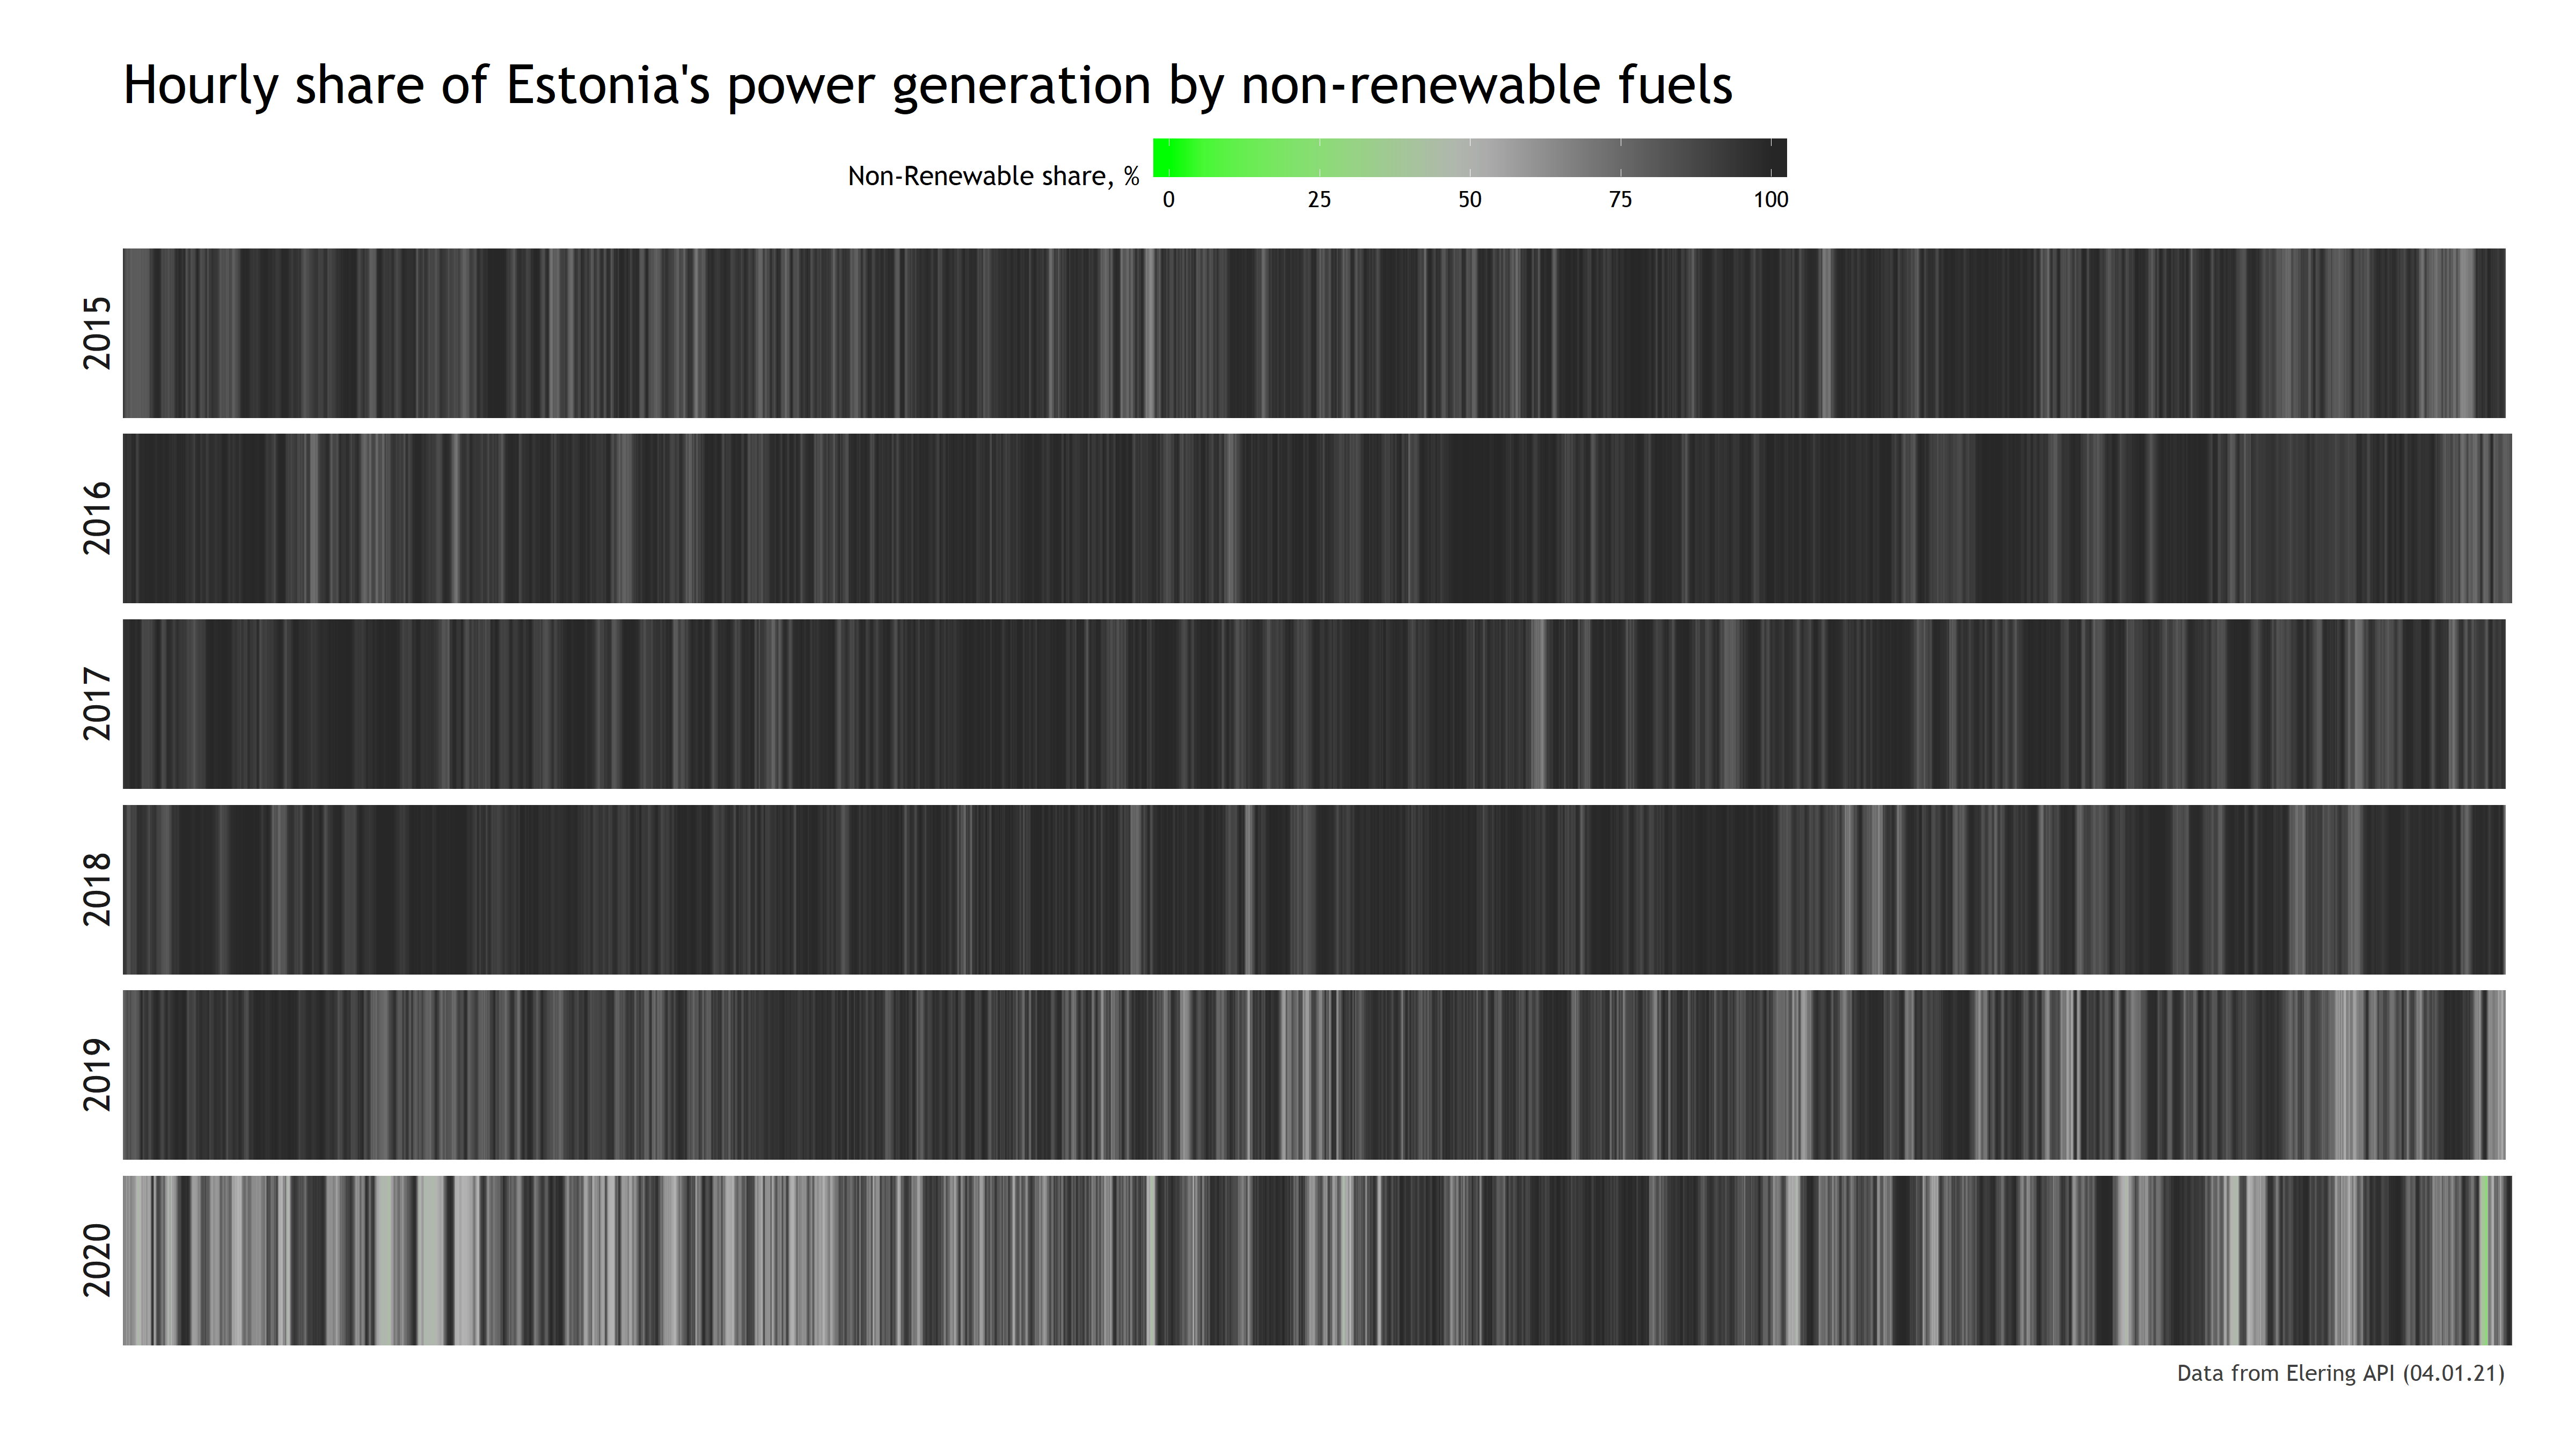 Hourly share of Estonia's power generation by non-renewable fuels
Non-Renewable share, %
0 25 50 75 100
2015
2016
2017
2018
2019
2020
Data from Elering API (04.01.21)